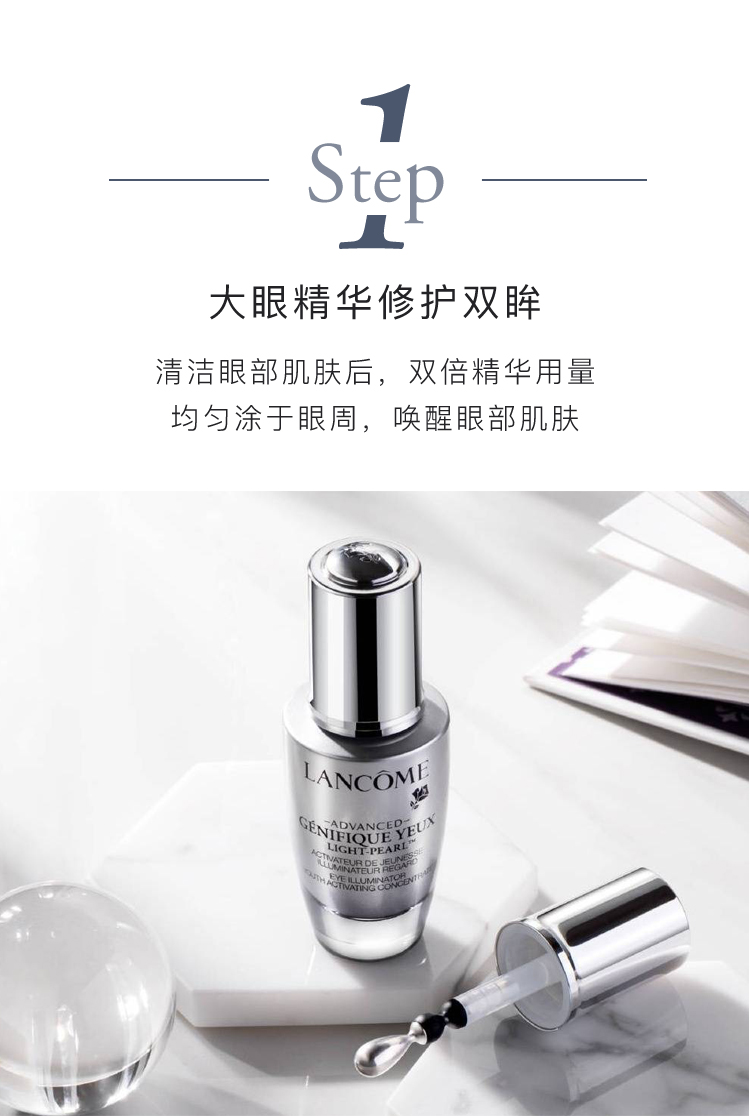 Step 1
大眼精华修护双眸
清洁眼部肌肤后，双倍精华用量
均匀涂于眼周，唤醒眼部肌肤
LANCÔME
-ADVANCED-
GÉNIFIQUE YEUX
LIGHT-PEARL™
ACTIVATEUR DE JEUNESSE
ILLUMINATEUR REGARD
EYE ILLUMINATOR
YOUTH ACTIVATING CONCENTRATE